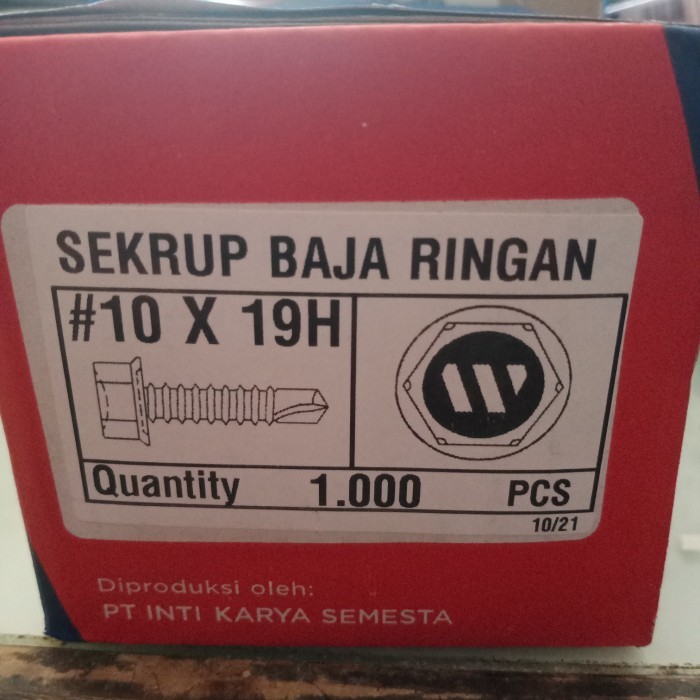 SEKRUP BAJA RINGAN
#10 X 19H
W
Quantity 1.000 PCS
10/21
Diproduksi oleh:
PT INTI KARYA SEMESTA